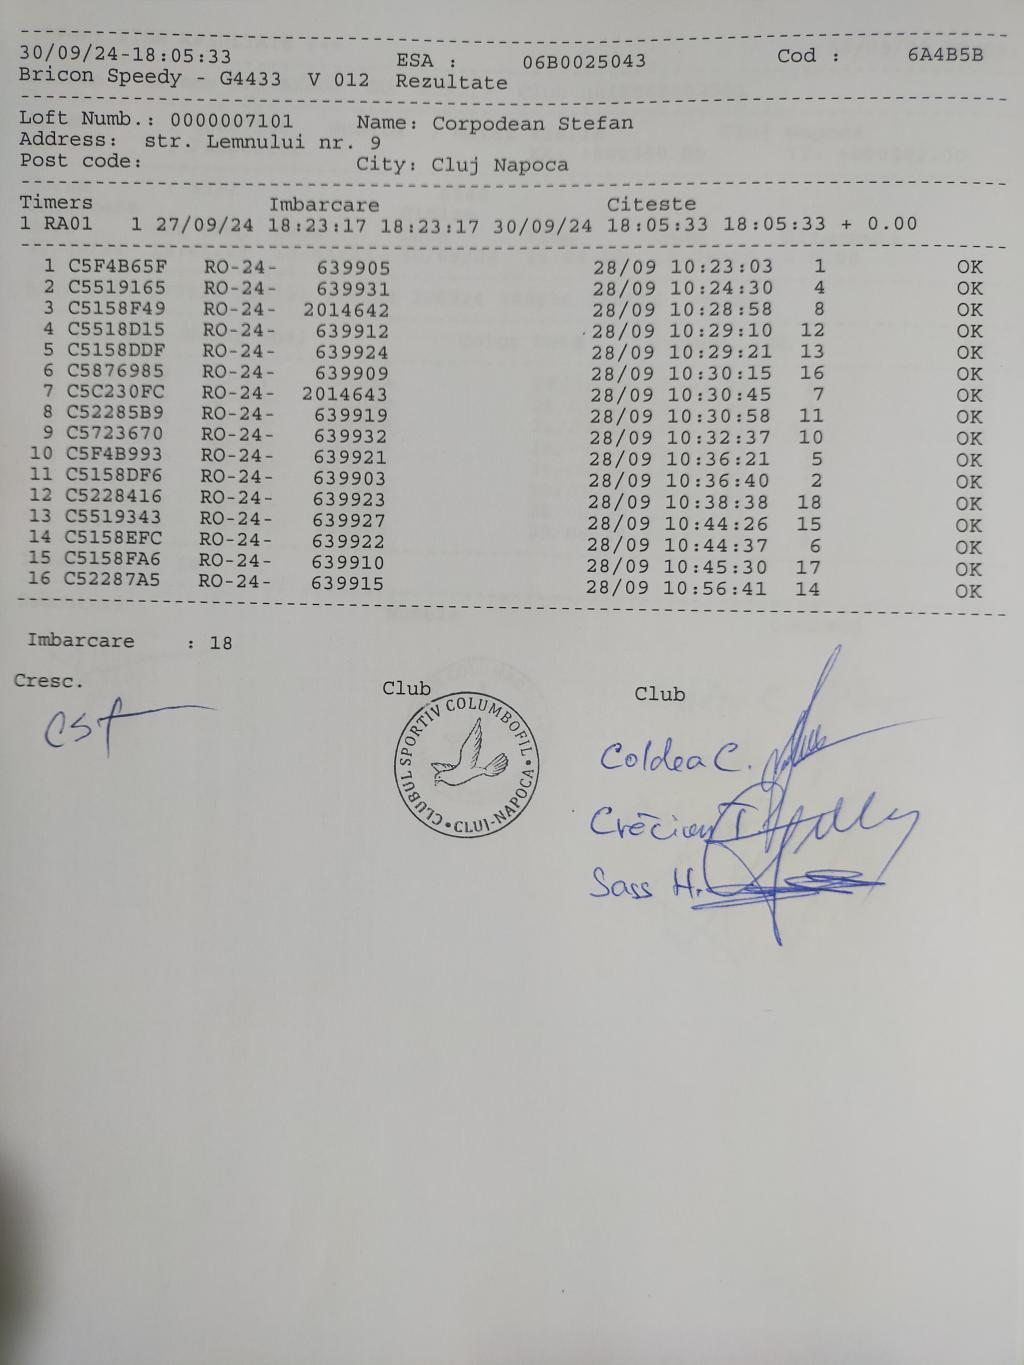 30/09/24-18:05:33 ESA : 06B0025043 Cod : 6A4B5B
Bricon Speedy - G4433 V 012 Rezultate
Loft Numb.: 0000007101 Name: Corpodean Stefan
Address: str. Lemnului nr. 9
Post code: City: Cluj Napoca
Timers Imbarcare Citeste
1 RA01 1 27/09/24 18:23:17 18:23:17 30/09/24 18:05:33 18:05:33 + 0.00
1 C5F4B65F RO-24- 639905 28/09 10:23:03 1 OK
2 C5519165 RO-24- 639931 28/09 10:24:30 4 OK
3 C5158F49 RO-24- 2014642 28/09 10:28:58 8 OK
4 C5518D15 RO-24- 639912 28/09 10:29:10 12 OK
5 C5158DDF RO-24- 639924 28/09 10:29:21 13 OK
6 C5876985 RO-24- 639909 28/09 10:30:15 16 OK
7 C5C230FC RO-24- 2014643 28/09 10:30:45 7 OK
8 C52285B9 RO-24- 639919 28/09 10:30:58 11 OK
9 C5723670 RO-24- 639932 28/09 10:32:37 10 OK
10 C5F4B993 RO-24- 639921 28/09 10:36:21 5 OK
11 C5158DF6 RO-24- 639903 28/09 10:36:40 2 OK
12 C5228416 RO-24- 639923 28/09 10:38:38 18 OK
13 C5519343 RO-24- 639927 28/09 10:44:26 15 OK
14 C5158EFC RO-24- 639922 28/09 10:44:37 6 OK
15 C5158FA6 RO-24- 639910 28/09 10:45:30 17 OK
16 C52287A5 RO-24- 639915 28/09 10:56:41 14 OK
Imbarcare : 18
Cresc. Club Club
CLUBUL SPORTIV COLUMBOFIL • CLUJ-NAPOCA •
Coldea C.
Sass H.